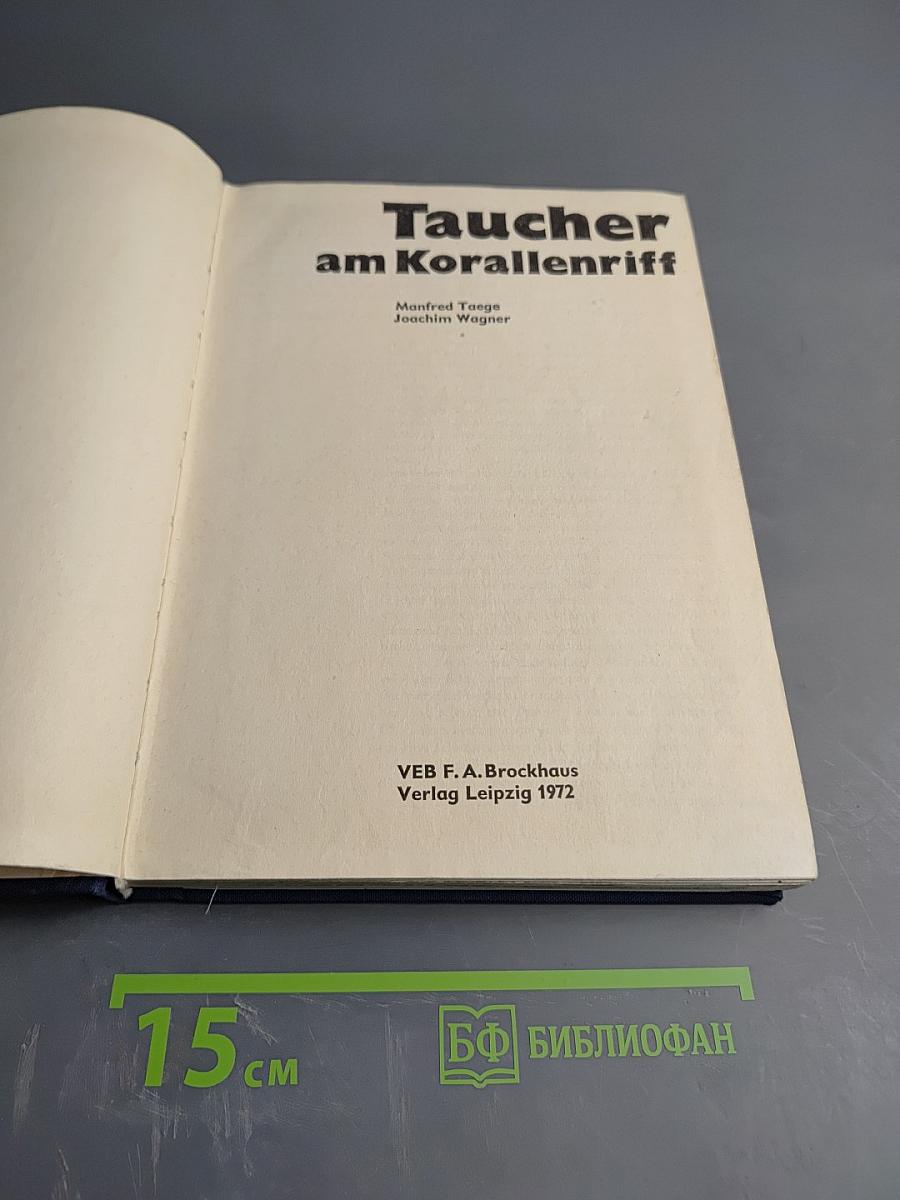 Taucher
am Korallenriff
Manfred Taege
Joachim Wagner
VEB F. A. Brockhaus
Verlag Leipzig 1972
15 см
БФ БИБЛИОФАН